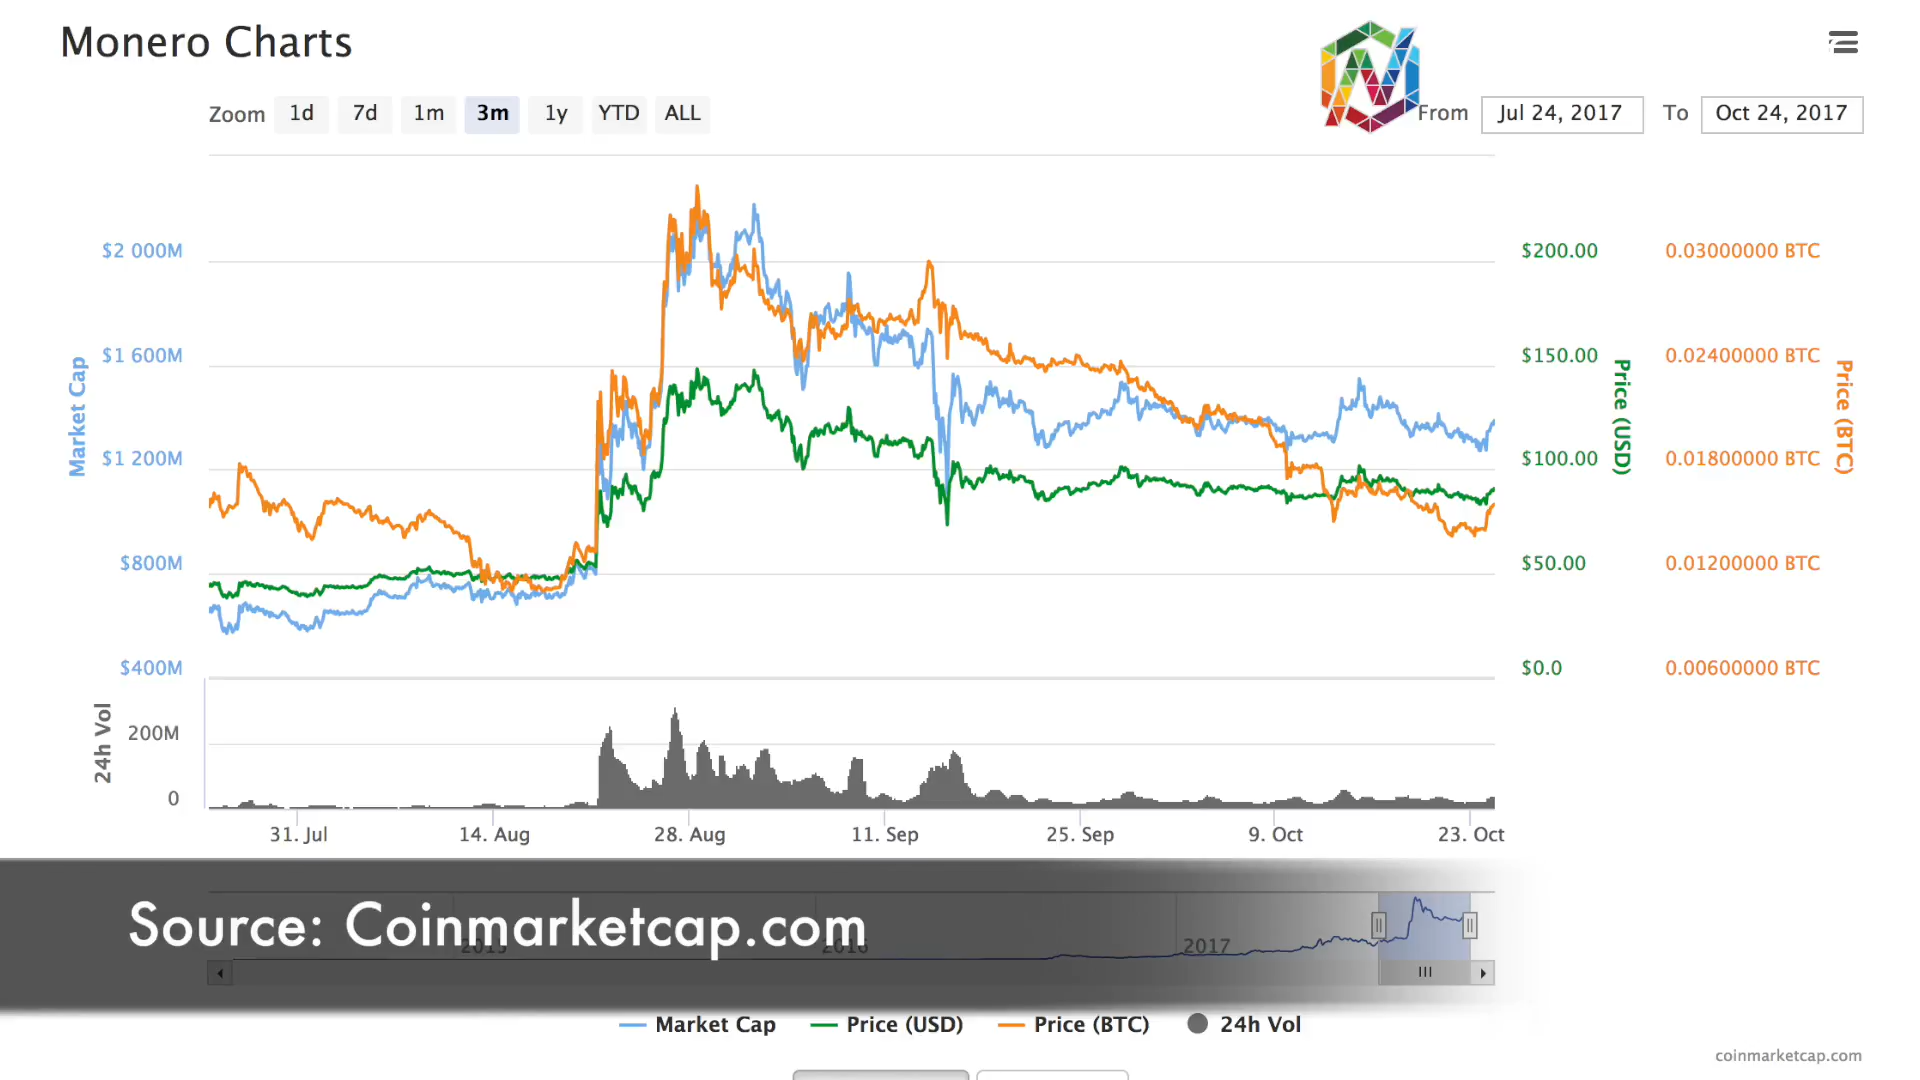 Monero Charts
Zoom 1d 7d 1m 3m 1y YTD ALL
From Jul 24, 2017 To Oct 24, 2017
$2 000M
$1 600M
$1 200M
$800M
$400M
Market Cap
$200.00
$150.00
$100.00
$50.00
$0.0
Price (USD)
0.03000000 BTC
0.02400000 BTC
0.01800000 BTC
0.01200000 BTC
0.00600000 BTC
Price (BTC)
24h Vol
200M
0
31. Jul 14. Aug 28. Aug 11. Sep 25. Sep 9. Oct 23. Oct
Source: Coinmarketcap.com
2015 2016 2017
Market Cap Price (USD) Price (BTC) 24h Vol
coinmarketcap.com